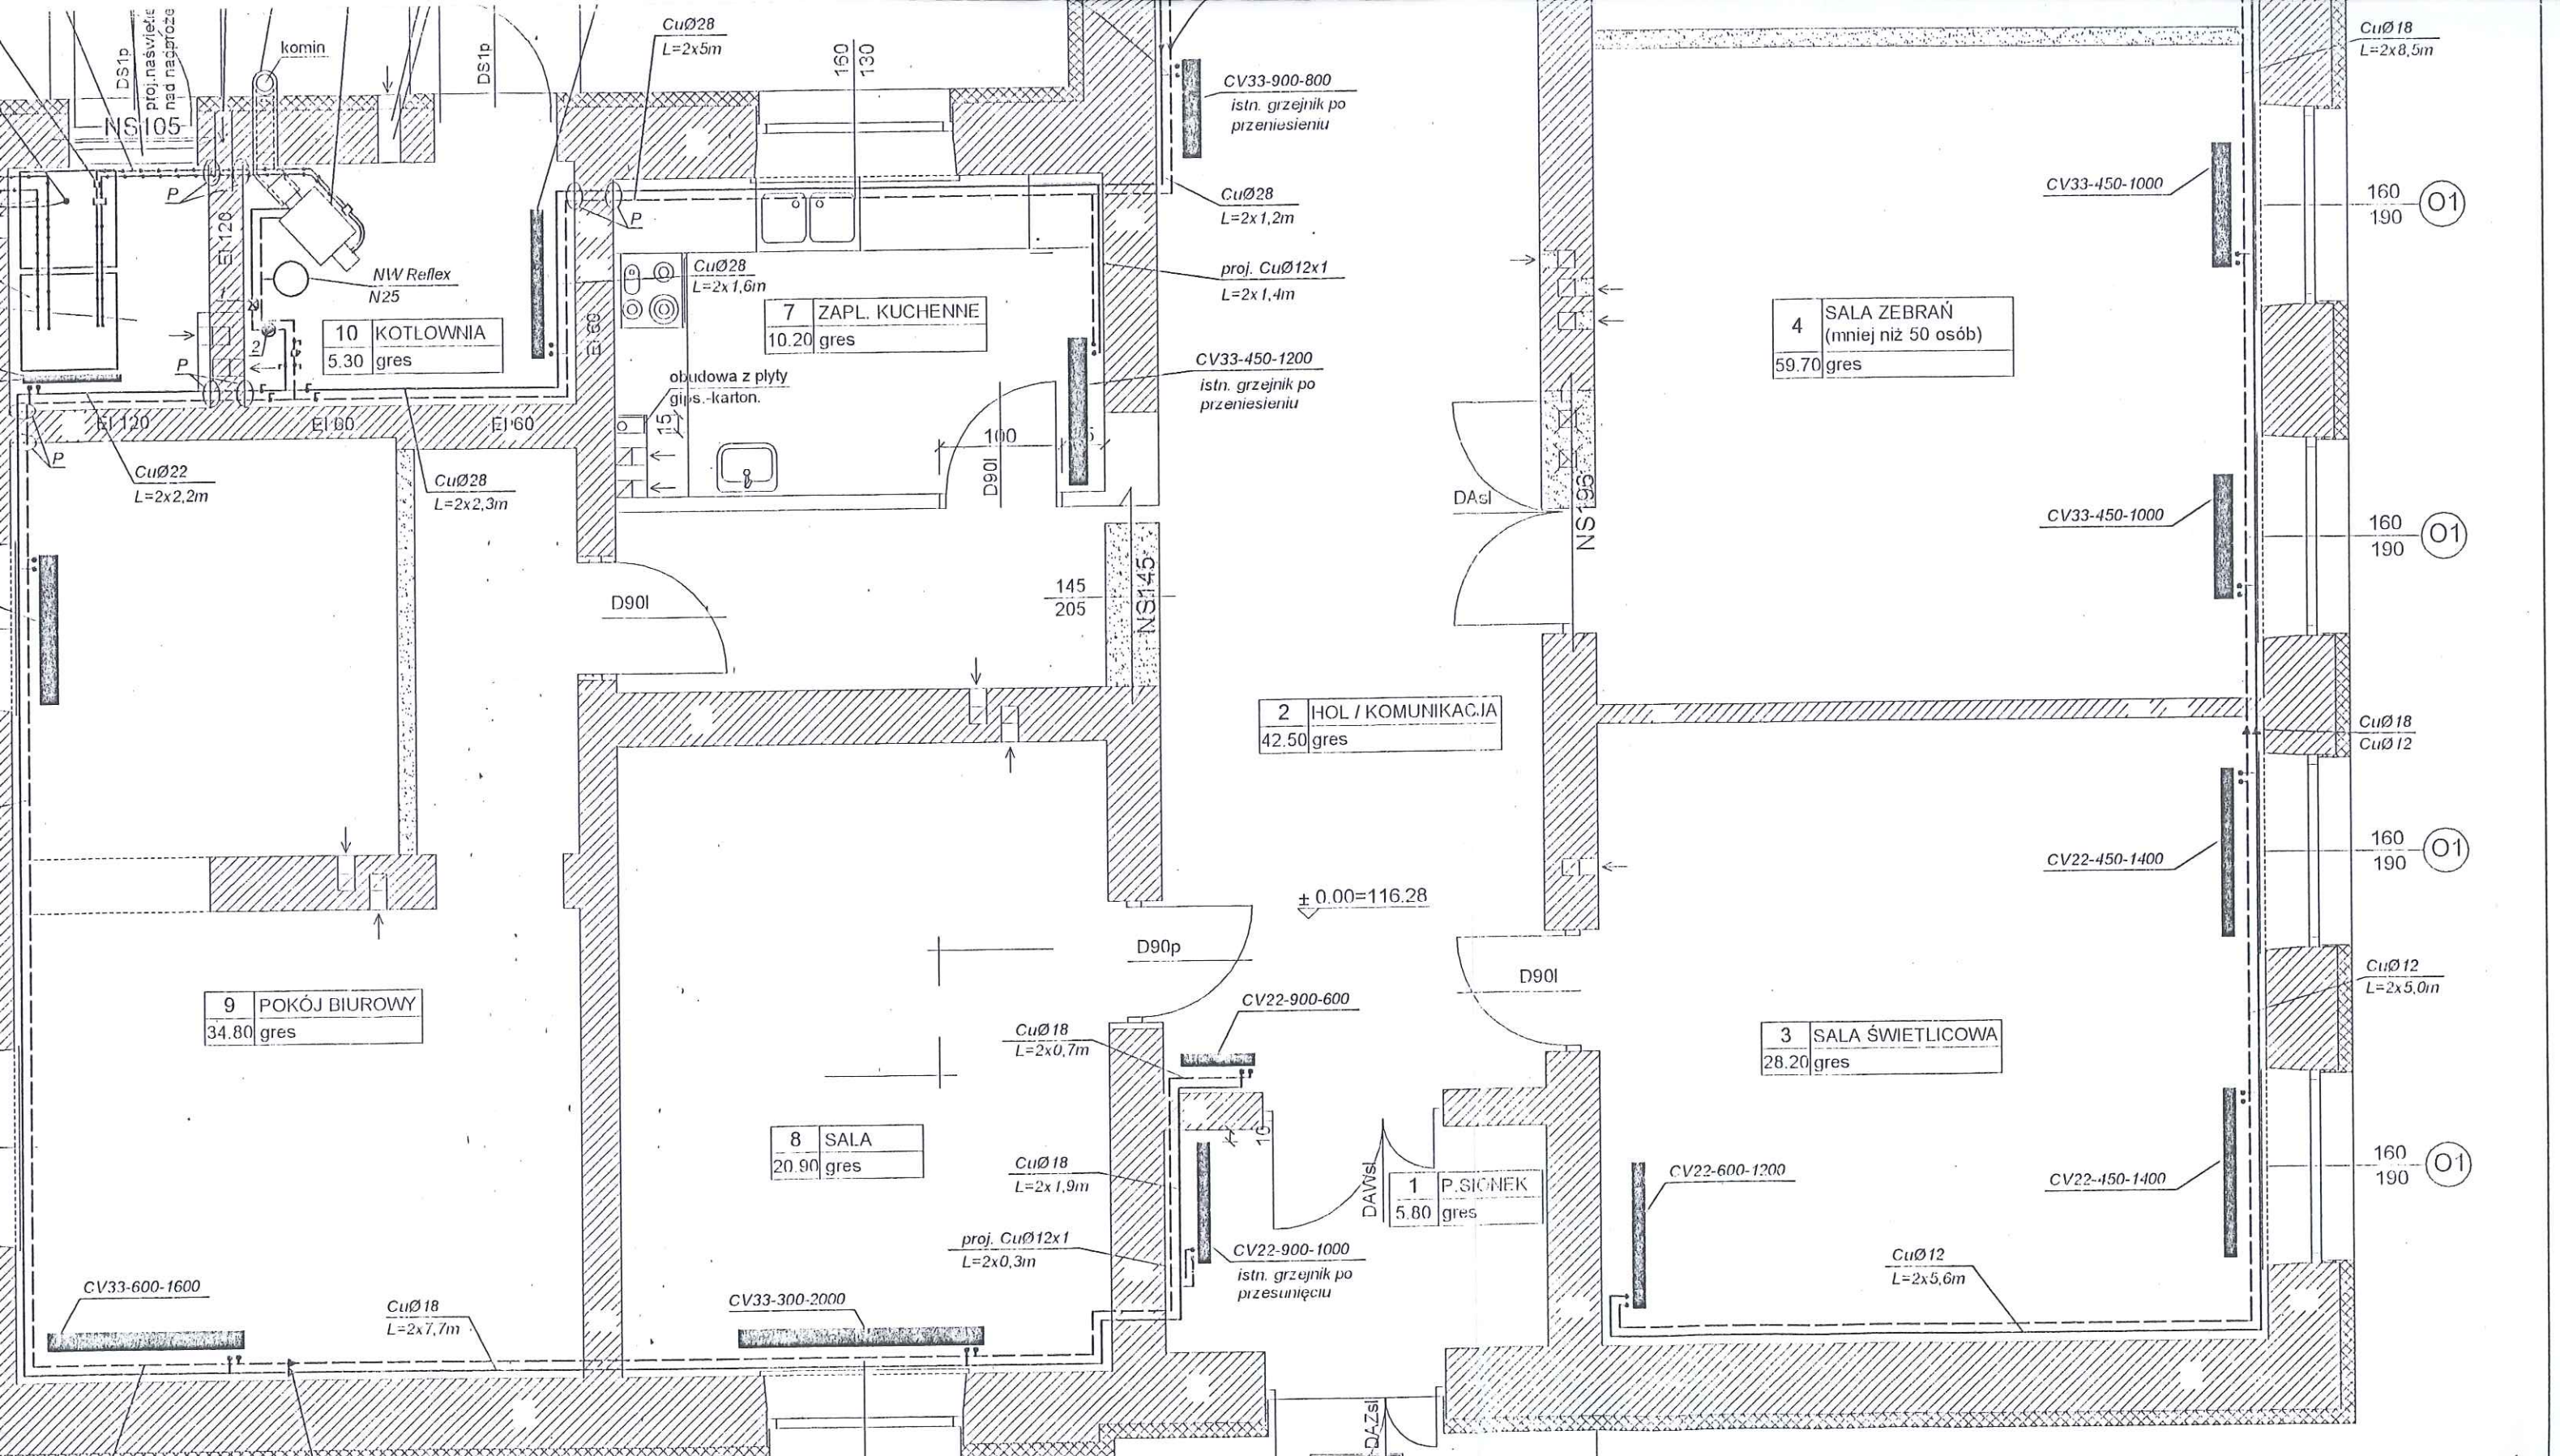 komin
DS1p
proj.naświetle
nad nadproże
NS 105
DS1p
CuØ28
L=2x5m
160
130
CV33-900-800
istn. grzejnik po
przeniesieniu
CuØ18
L=2x8,5m
P
EI 120
P
CuØ28
L=2x1,2m
CV33-450-1000
160
190
O1
NW Reflex
N25
CuØ28
L=2x1,6m
proj. CuØ12x1
L=2x1,4m
10 KOTŁOWNIA
5.30 gres
2
P
EI 60
7 ZAPL. KUCHENNE
10.20 gres
4 SALA ZEBRAŃ
(mniej niż 50 osób)
59.70 gres
CV33-450-1200
istn. grzejnik po
przeniesieniu
obudowa z płyty
gips.-karton.
15
EI 120
EI 60
EI 60
100
D90l
P
CuØ22
L=2x2,2m
CuØ28
L=2x2,3m
DAsl
NS 193
CV33-450-1000
160
190
O1
D90l
145
205
NS145
2 HOL / KOMUNIKACJA
42.50 gres
CuØ18
CuØ12
CV22-450-1400
160
190
O1
± 0.00=116.28
D90p
D90l
CuØ12
L=2x5,0m
9 POKÓJ BIUROWY
34.80 gres
CV22-900-600
CuØ18
L=2x0,7m
3 SALA ŚWIETLICOWA
28.20 gres
8 SALA
20.90 gres
10
CuØ18
L=2x1,9m
DAWsl
1 P.SIONEK
5.80 gres
CV22-600-1200
CV22-450-1400
160
190
O1
proj. CuØ12x1
L=2x0,3m
CV22-900-1000
istn. grzejnik po
przesunięciu
CuØ12
L=2x5,6m
CV33-600-1600
CuØ18
L=2x7,7m
CV33-300-2000
DAZsl